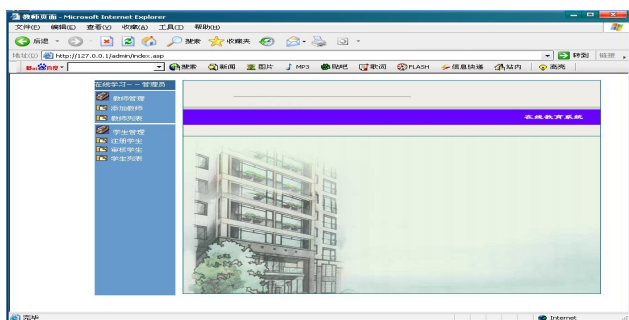 教师页面 - Microsoft Internet Explorer
文件(F) 编辑(E) 查看(V) 收藏(A) 工具(T) 帮助(H)
后退 搜索 收藏夹
地址(D) http://127.0.0.1/admin/index.asp 转到 链接
Bai百度 搜索 新闻 图片 MP3 贴吧 歌词 FLASH 信息快递 站内 高亮
在线学习－－管理员
教师管理
添加教师
教师列表
学生管理
注册学生
审核学生
学生列表
在线教育系统
完毕 Internet